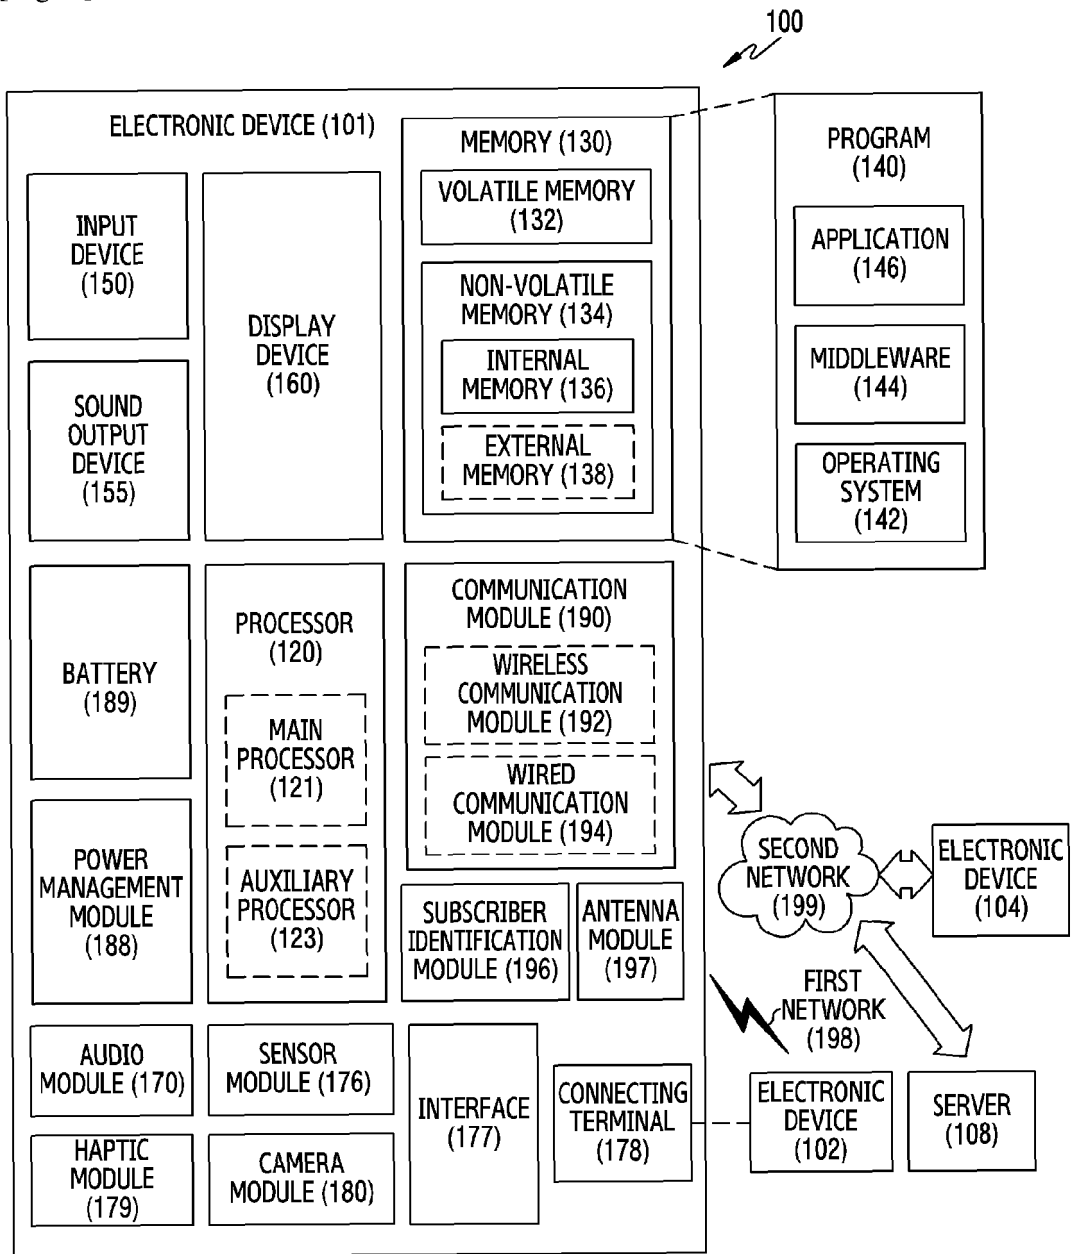 100
ELECTRONIC DEVICE (101)
INPUT
DEVICE
(150)
SOUND
OUTPUT
DEVICE
(155)
DISPLAY
DEVICE
(160)
MEMORY (130)
VOLATILE MEMORY
(132)
NON-VOLATILE
MEMORY (134)
INTERNAL
MEMORY (136)
EXTERNAL
MEMORY (138)
PROGRAM
(140)
APPLICATION
(146)
MIDDLEWARE
(144)
OPERATING
SYSTEM
(142)
BATTERY
(189)
POWER
MANAGEMENT
MODULE
(188)
PROCESSOR
(120)
MAIN
PROCESSOR
(121)
AUXILIARY
PROCESSOR
(123)
COMMUNICATION
MODULE (190)
WIRELESS
COMMUNICATION
MODULE (192)
WIRED
COMMUNICATION
MODULE (194)
SUBSCRIBER
IDENTIFICATION
MODULE (196)
ANTENNA
MODULE
(197)
SECOND
NETWORK
(199)
ELECTRONIC
DEVICE
(104)
FIRST
NETWORK
(198)
AUDIO
MODULE (170)
SENSOR
MODULE (176)
HAPTIC
MODULE
(179)
CAMERA
MODULE (180)
INTERFACE
(177)
CONNECTING
TERMINAL
(178)
ELECTRONIC
DEVICE
(102)
SERVER
(108)